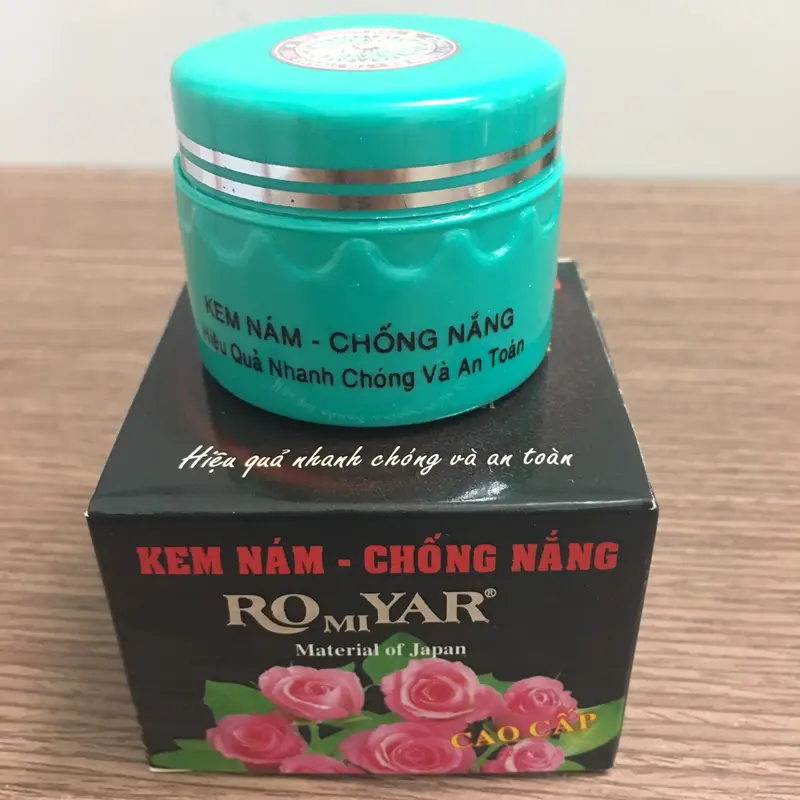 KEM NÁM - CHỐNG NẮNG
Hiệu Quả Nhanh Chóng Và An Toàn
Hiệu quả nhanh chóng và an toàn
KEM NÁM - CHỐNG NẮNG
ROMIYAR®
Material of Japan
CAO CẤP